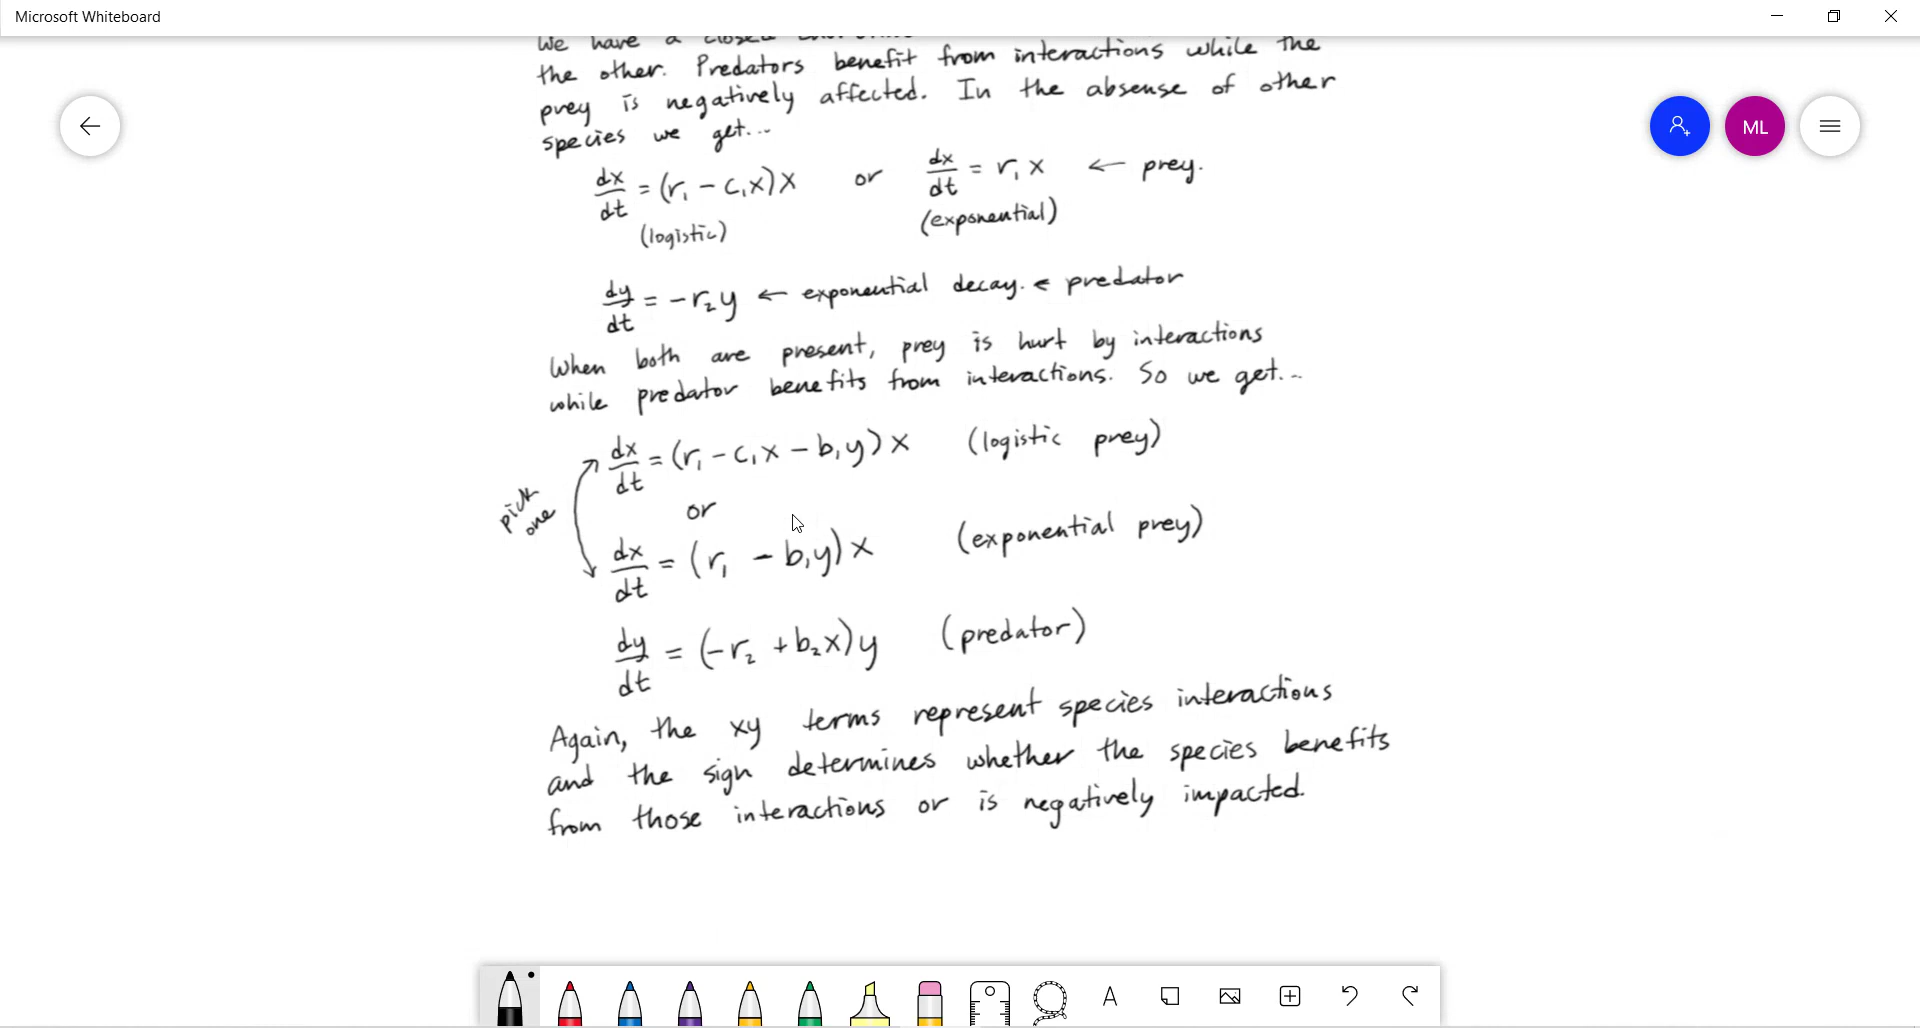 Microsoft Whiteboard
We have a closed
the other. Predators benefit from interactions while the
prey is negatively affected. In the absense of other
species we get...
dx/dt = (r₁ - c₁x)x or dx/dt = r₁x ← prey.
(logistic) (exponential)
dy/dt = -r₂y ← exponential decay. ← predator
When both are present, prey is hurt by interactions
while predator benefits from interactions. So we get...
dx/dt = (r₁ - c₁x - b₁y)x (logistic prey)
pick one
or
dx/dt = (r₁ - b₁y)x (exponential prey)
dy/dt = (-r₂ + b₂x)y (predator)
Again, the xy terms represent species interactions
and the sign determines whether the species benefits
from those interactions or is negatively impacted.
ML
A